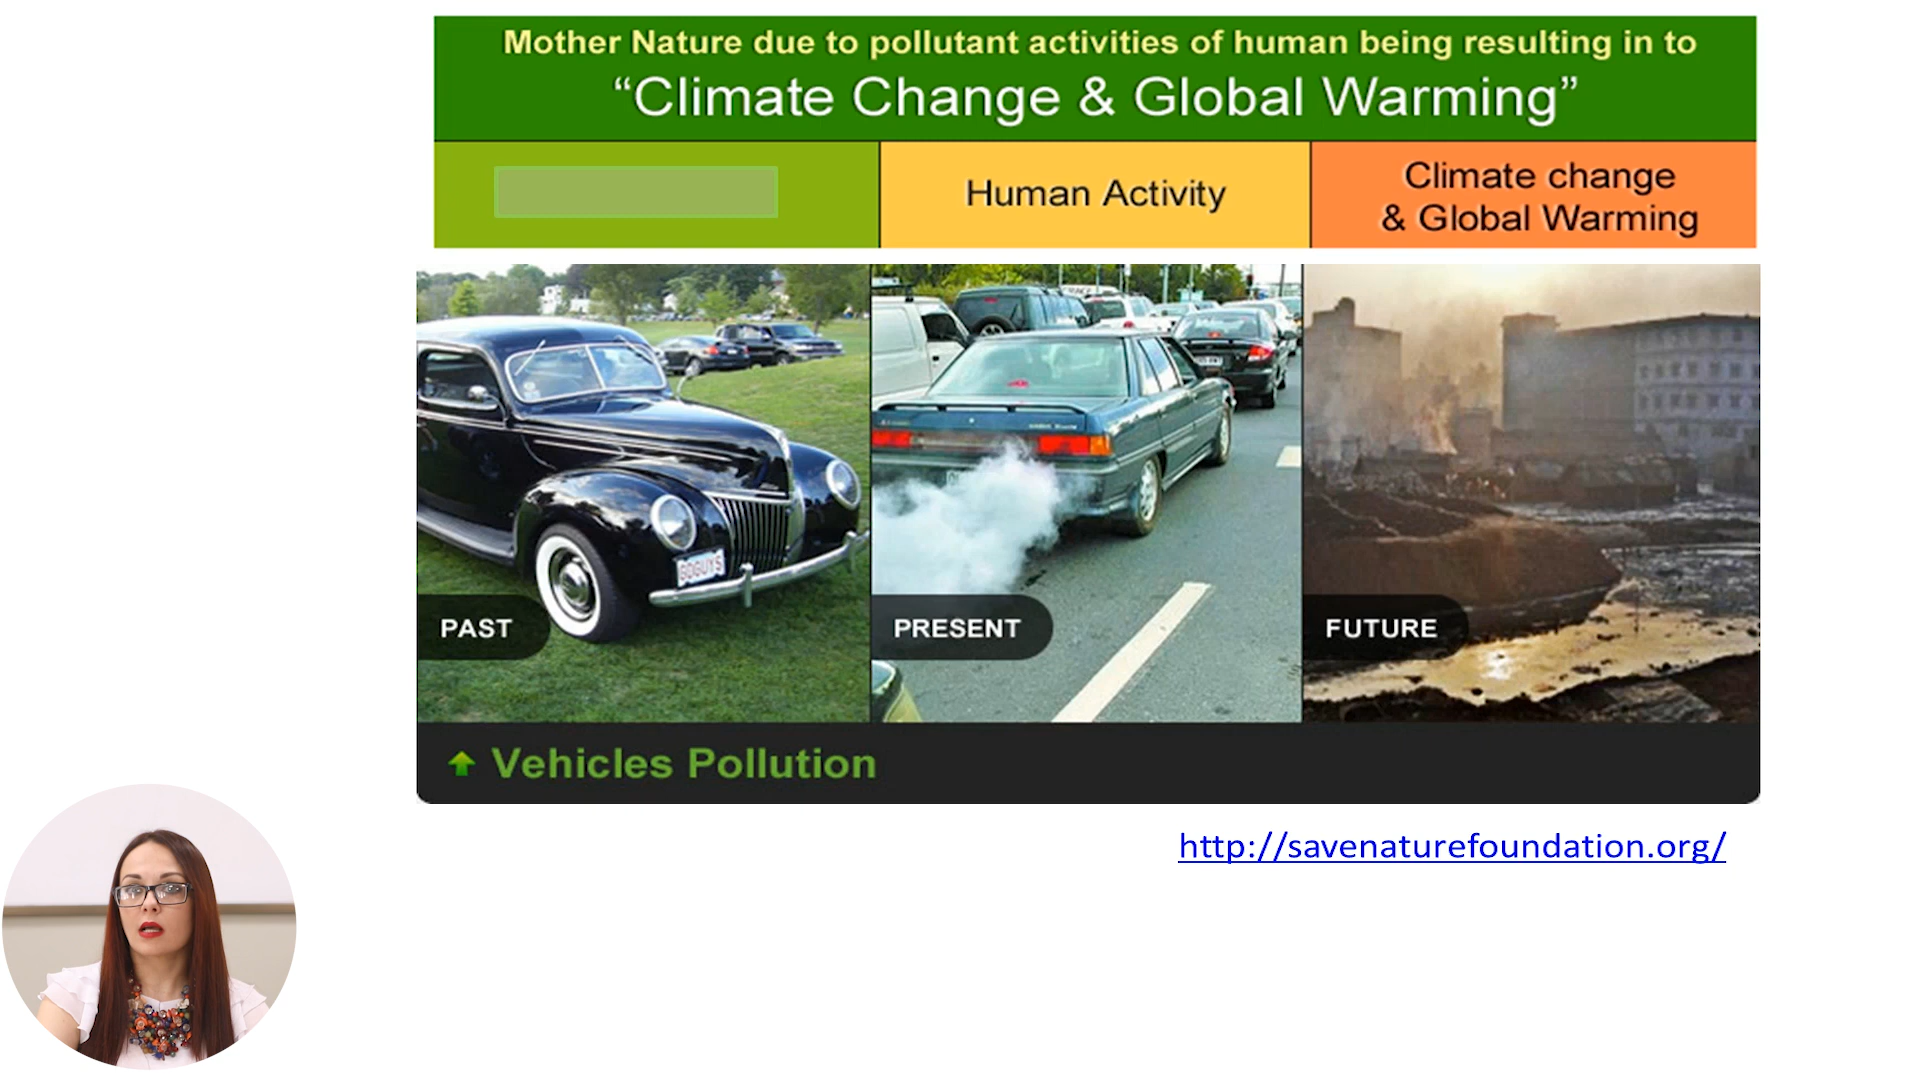 Mother Nature due to pollutant activities of human being resulting in to
“Climate Change & Global Warming”
Human Activity
Climate change
& Global Warming
GDGUYS
PAST
PRESENT
FUTURE
Vehicles Pollution
http://savenaturefoundation.org/